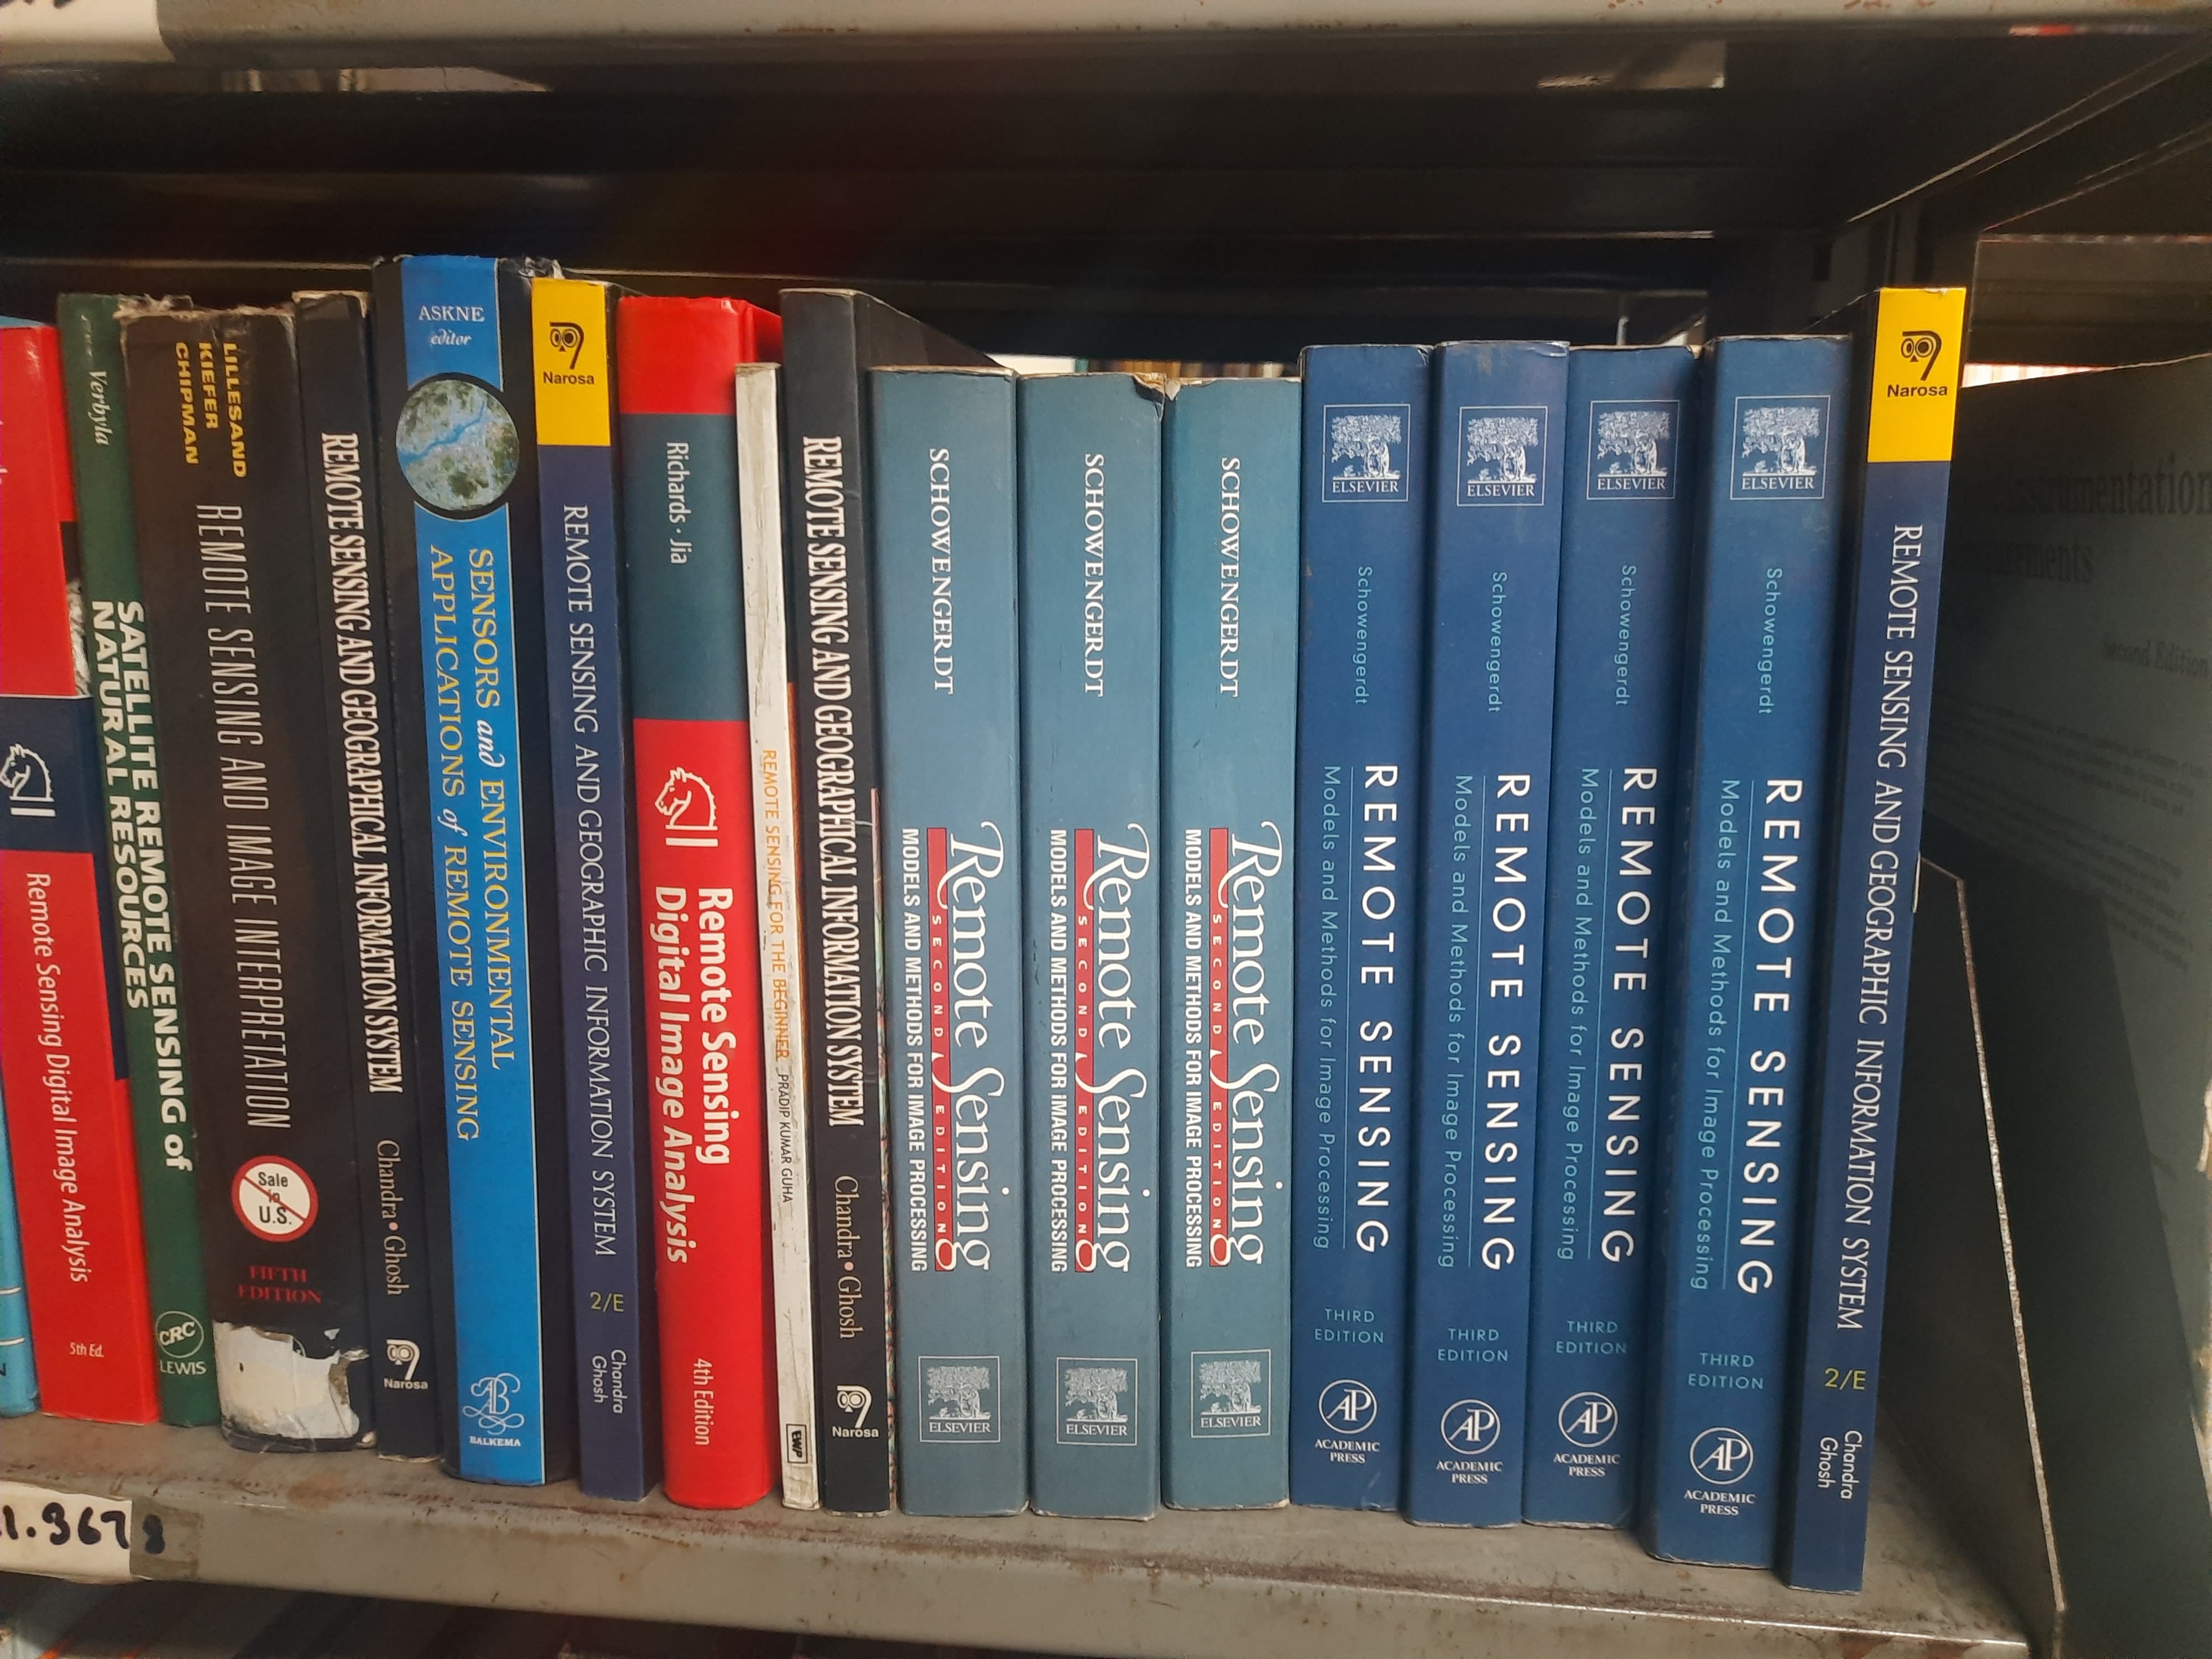 Remote Sensing Digital Image Analysis
5th Ed.
Verbyla
SATELLITE REMOTE SENSING of
NATURAL RESOURCES
CRC
LEWIS
LILLESAND
KIEFER
CHIPMAN
REMOTE SENSING AND IMAGE INTERPRETATION
Sale
in
U.S.
FIFTH
EDITION
REMOTE SENSING AND GEOGRAPHICAL INFORMATION SYSTEM
Chandra • Ghosh
Narosa
ASKNE
editor
SENSORS and ENVIRONMENTAL
APPLICATIONS of REMOTE SENSING
BALKEMA
Narosa
REMOTE SENSING AND GEOGRAPHIC INFORMATION SYSTEM
2/E
Chandra
Ghosh
Richards · Jia
Remote Sensing
Digital Image Analysis
4th Edition
REMOTE SENSING FOR THE BEGINNER PRADIP KUMAR GUHA
EWP
REMOTE SENSING AND GEOGRAPHICAL INFORMATION SYSTEM
Chandra • Ghosh
Narosa
SCHOWENGERDT
Remote Sensing
SECOND EDITION
MODELS AND METHODS FOR IMAGE PROCESSING
ELSEVIER
SCHOWENGERDT
Remote Sensing
SECOND EDITION
MODELS AND METHODS FOR IMAGE PROCESSING
ELSEVIER
SCHOWENGERDT
Remote Sensing
SECOND EDITION
MODELS AND METHODS FOR IMAGE PROCESSING
ELSEVIER
ELSEVIER
Schowengerdt
REMOTE SENSING
Models and Methods for Image Processing
THIRD
EDITION
AP
ACADEMIC
PRESS
ELSEVIER
Schowengerdt
REMOTE SENSING
Models and Methods for Image Processing
THIRD
EDITION
AP
ACADEMIC
PRESS
ELSEVIER
Schowengerdt
REMOTE SENSING
Models and Methods for Image Processing
THIRD
EDITION
AP
ACADEMIC
PRESS
ELSEVIER
Schowengerdt
REMOTE SENSING
Models and Methods for Image Processing
THIRD
EDITION
AP
ACADEMIC
PRESS
Narosa
REMOTE SENSING AND GEOGRAPHIC INFORMATION SYSTEM
2/E
Chandra
Ghosh
Second Edition
1.3678